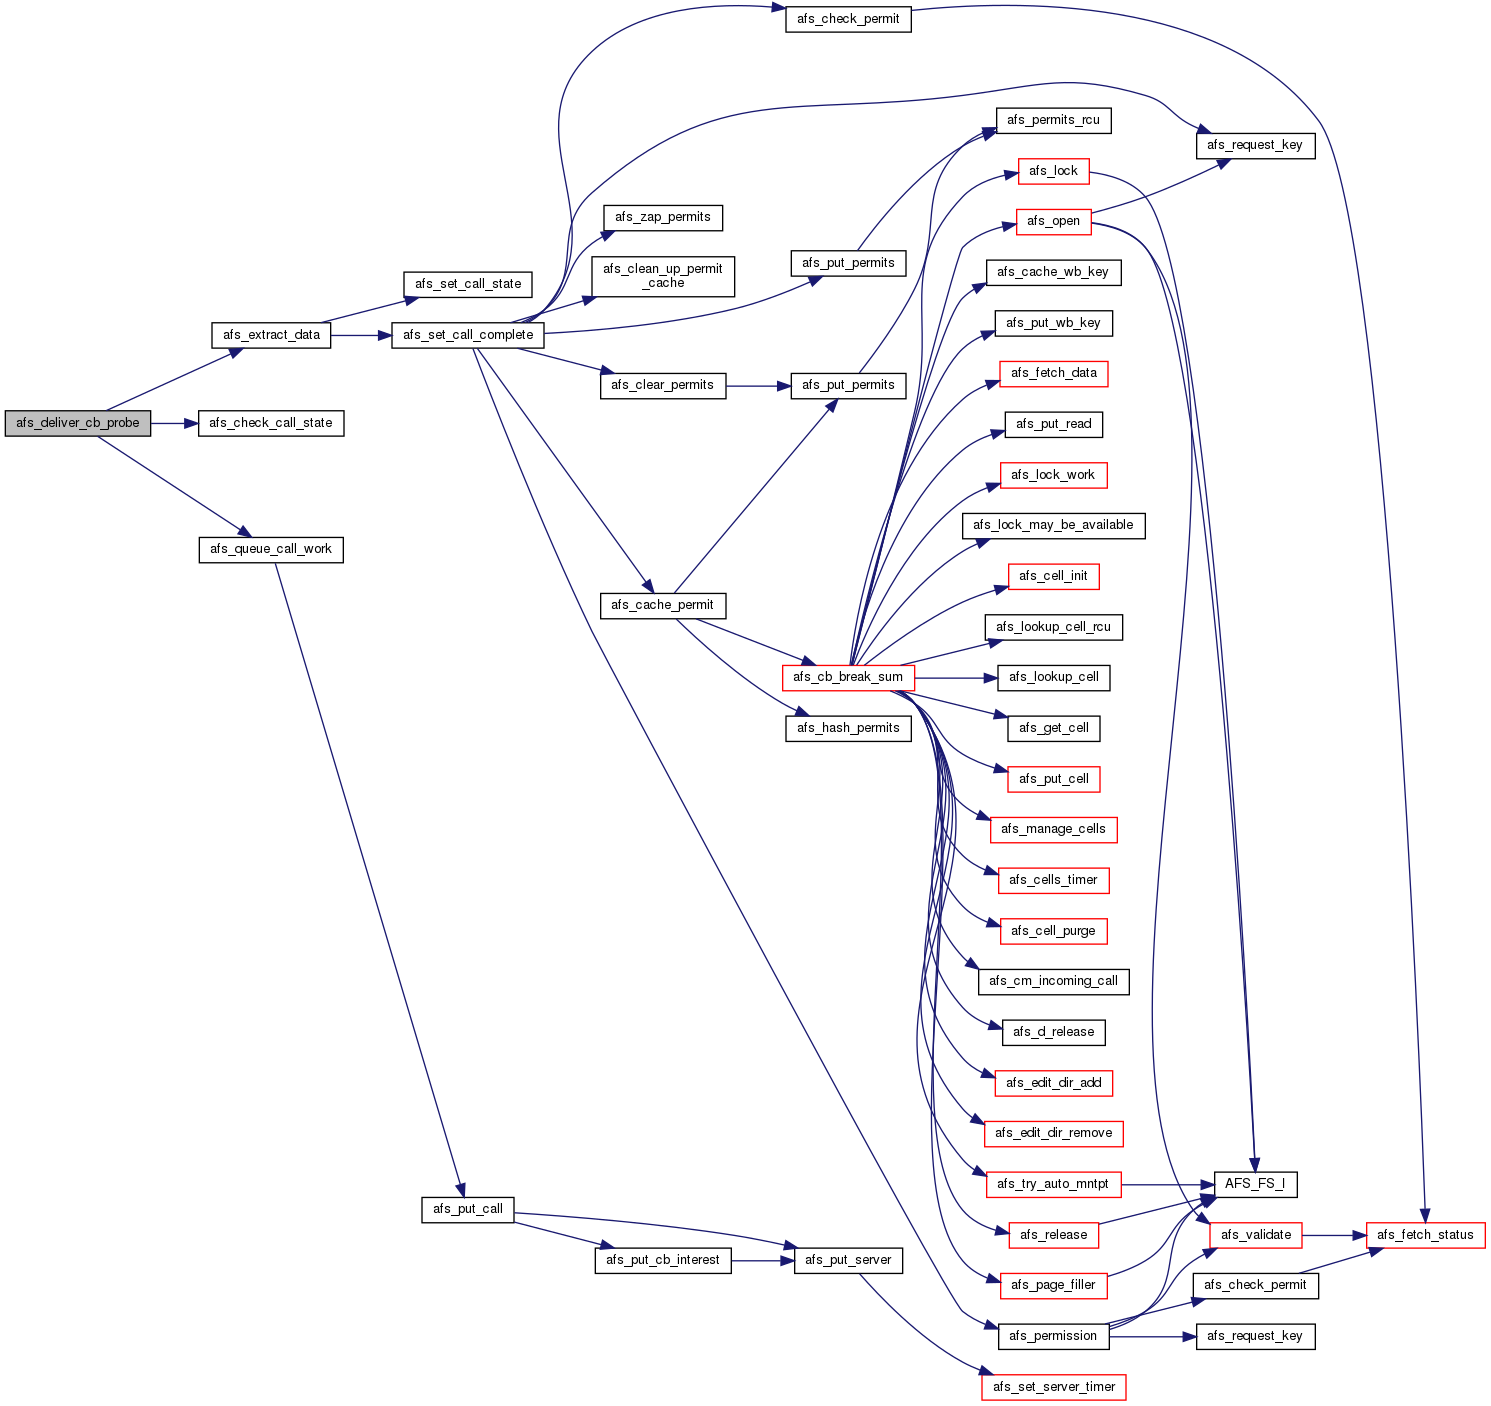 afs_check_permit
afs_permits_rcu
afs_request_key
afs_lock
afs_zap_permits
afs_open
afs_clean_up_permit
_cache
afs_put_permits
afs_cache_wb_key
afs_set_call_state
afs_put_wb_key
afs_extract_data
afs_set_call_complete
afs_fetch_data
afs_clear_permits
afs_put_permits
afs_deliver_cb_probe
afs_check_call_state
afs_put_read
afs_lock_work
afs_lock_may_be_available
afs_queue_call_work
afs_cell_init
afs_cache_permit
afs_lookup_cell_rcu
afs_cb_break_sum
afs_lookup_cell
afs_hash_permits
afs_get_cell
afs_put_cell
afs_manage_cells
afs_cells_timer
afs_cell_purge
afs_cm_incoming_call
afs_d_release
afs_edit_dir_add
afs_edit_dir_remove
afs_try_auto_mntpt
AFS_FS_I
afs_put_call
afs_release
afs_validate
afs_fetch_status
afs_put_cb_interest
afs_put_server
afs_page_filler
afs_check_permit
afs_permission
afs_request_key
afs_set_server_timer